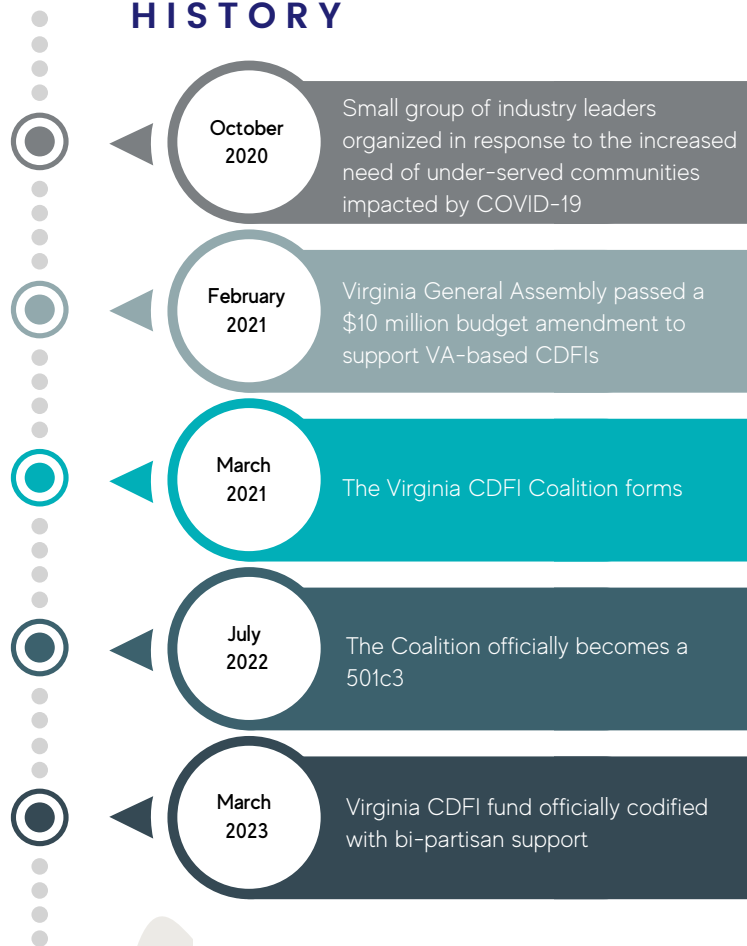 HISTORY
October
2020
Small group of industry leaders
organized in response to the increased
need of under-served communities
impacted by COVID-19
February
2021
Virginia General Assembly passed a
$10 million budget amendment to
support VA-based CDFIs
March
2021
The Virginia CDFI Coalition forms
July
2022
The Coalition officially becomes a
501c3
March
2023
Virginia CDFI fund officially codified
with bi-partisan support